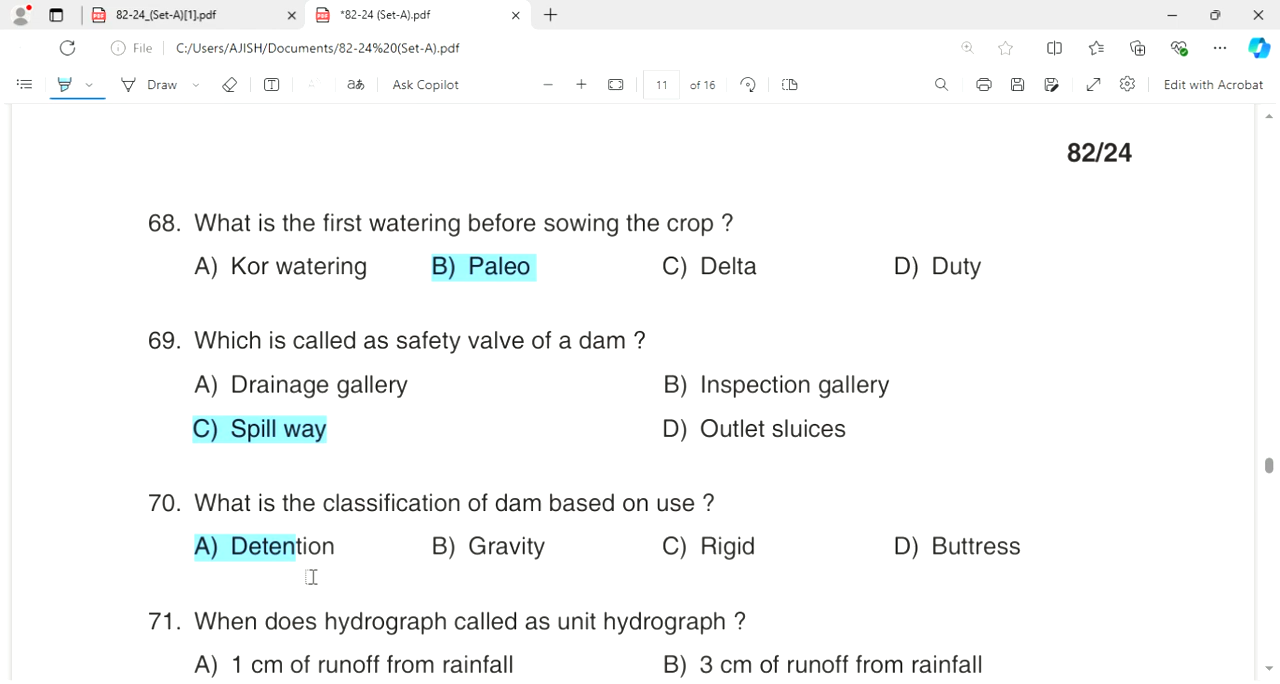 82-24_(Set-A)[1].pdf
*82-24 (Set-A).pdf
File
C:/Users/AJISH/Documents/82-24%20(Set-A).pdf
Draw
aあ
Ask Copilot
11 of 16
Edit with Acrobat
82/24
68. What is the first watering before sowing the crop ?
A) Kor watering B) Paleo C) Delta D) Duty
69. Which is called as safety valve of a dam ?
A) Drainage gallery B) Inspection gallery
C) Spill way D) Outlet sluices
70. What is the classification of dam based on use ?
A) Detention B) Gravity C) Rigid D) Buttress
71. When does hydrograph called as unit hydrograph ?
A) 1 cm of runoff from rainfall B) 3 cm of runoff from rainfall